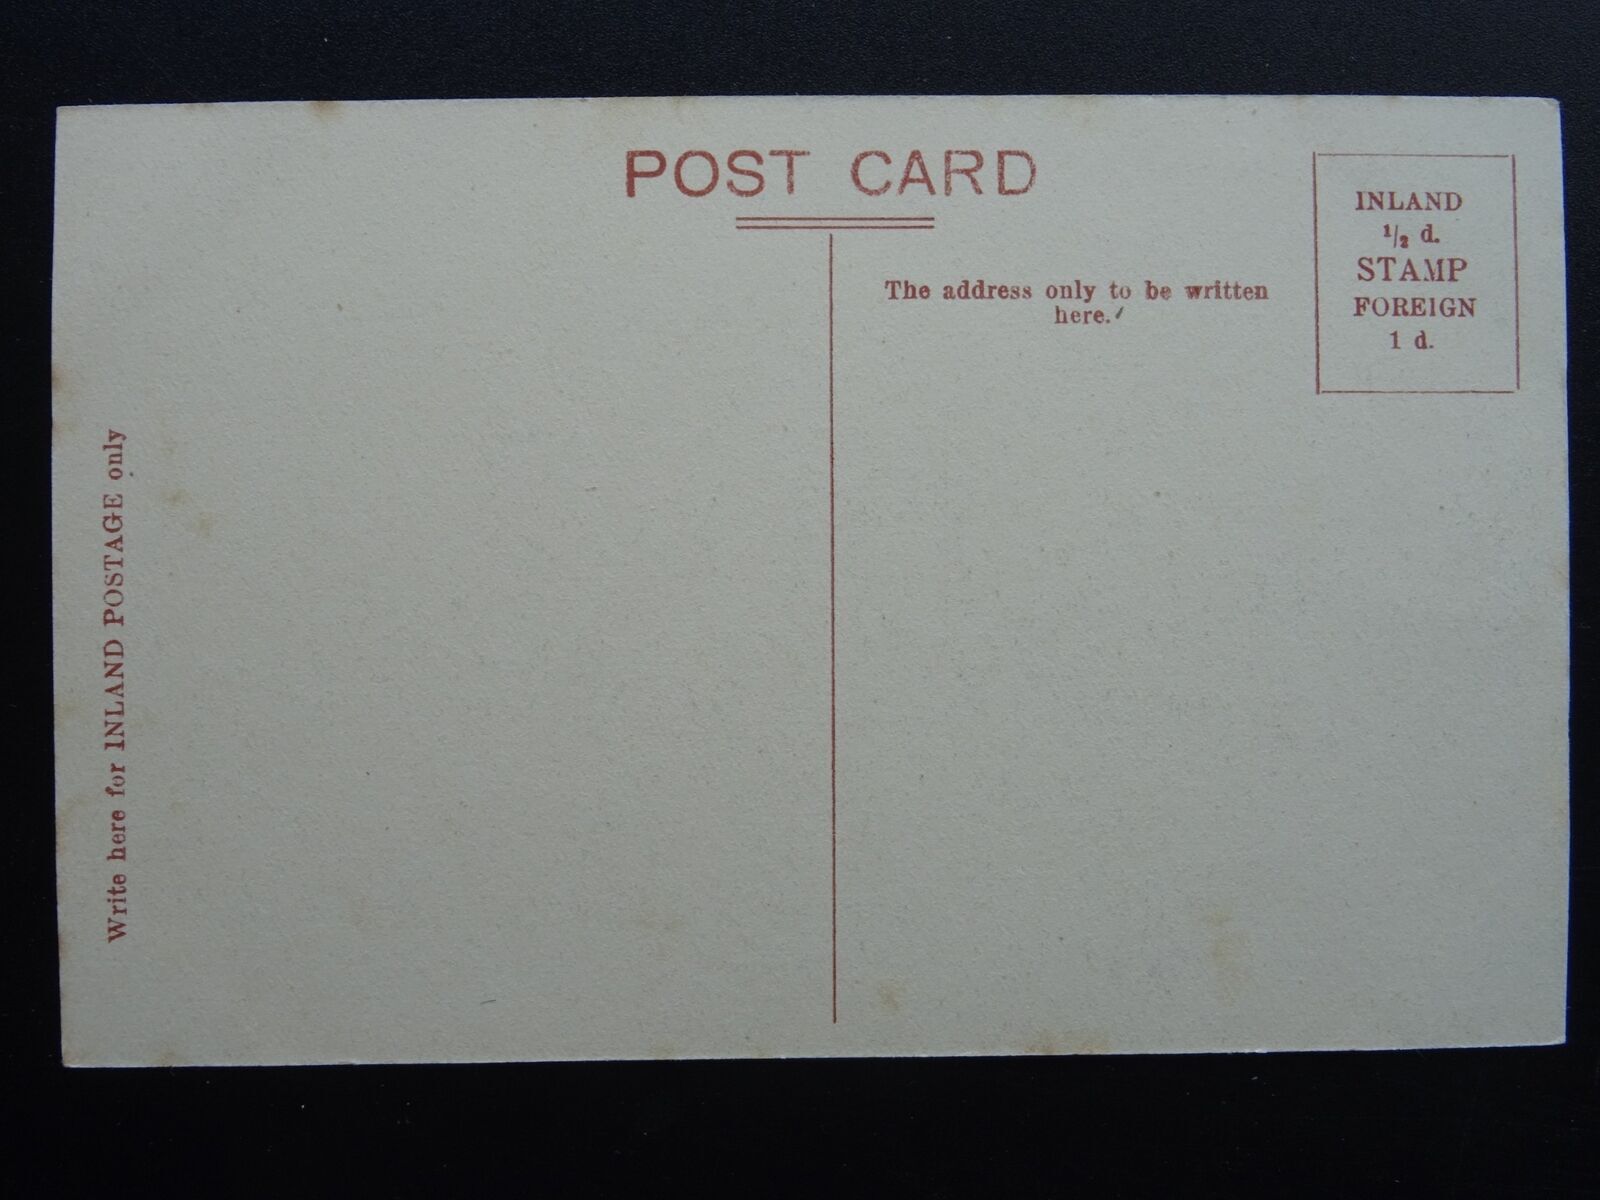 POST CARD
INLAND
1/2 d.
STAMP
FOREIGN
1 d.
The address only to be written
here.
Write here for INLAND POSTAGE only